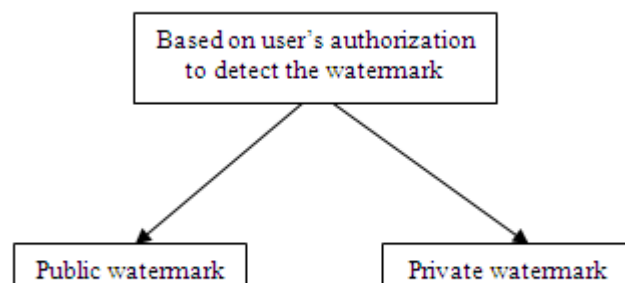 Based on user's authorization
to detect the watermark
Public watermark
Private watermark